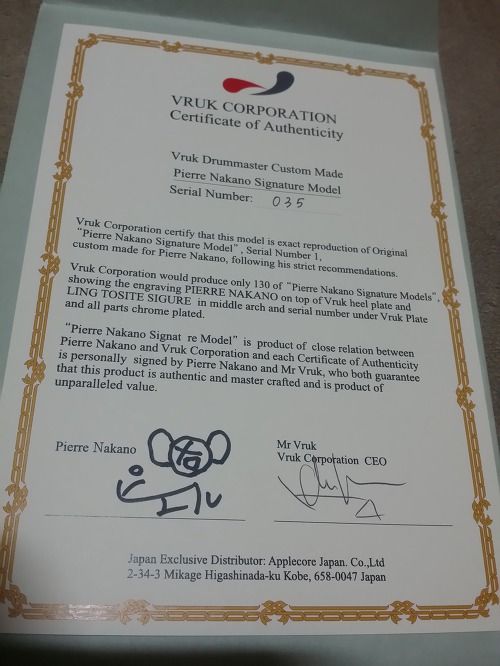 VRUK CORPORATION
Certificate of Authenticity
Vruk Drummaster Custom Made
Pierre Nakano Signature Model
Serial Number: 035
Vruk Corporation certify that this model is exact reproduction of Original
"Pierre Nakano Signature Model", Serial Number 1,
custom made for Pierre Nakano, following his strict recommendations.
Vruk Corporation would produce only 130 of "Pierre Nakano Signature Models",
showing the engraving PIERRE NAKANO on top of Vruk heel plate and
LING TOSITE SIGURE in middle arch and serial number under Vruk Plate
and all parts chrome plated.
"Pierre Nakano Signat re Model" is product of close relation between
Pierre Nakano and Vruk Corporation and each Certificate of Authenticity
is personally signed by Pierre Nakano and Mr Vruk, who both guarantee
that this product is authentic and master crafted and is product of
unparalleled value.
Pierre Nakano
ピエール
Mr Vruk
Vruk Corporation CEO
Japan Exclusive Distributor: Applecore Japan. Co.,Ltd
2-34-3 Mikage Higashinada-ku Kobe, 658-0047 Japan